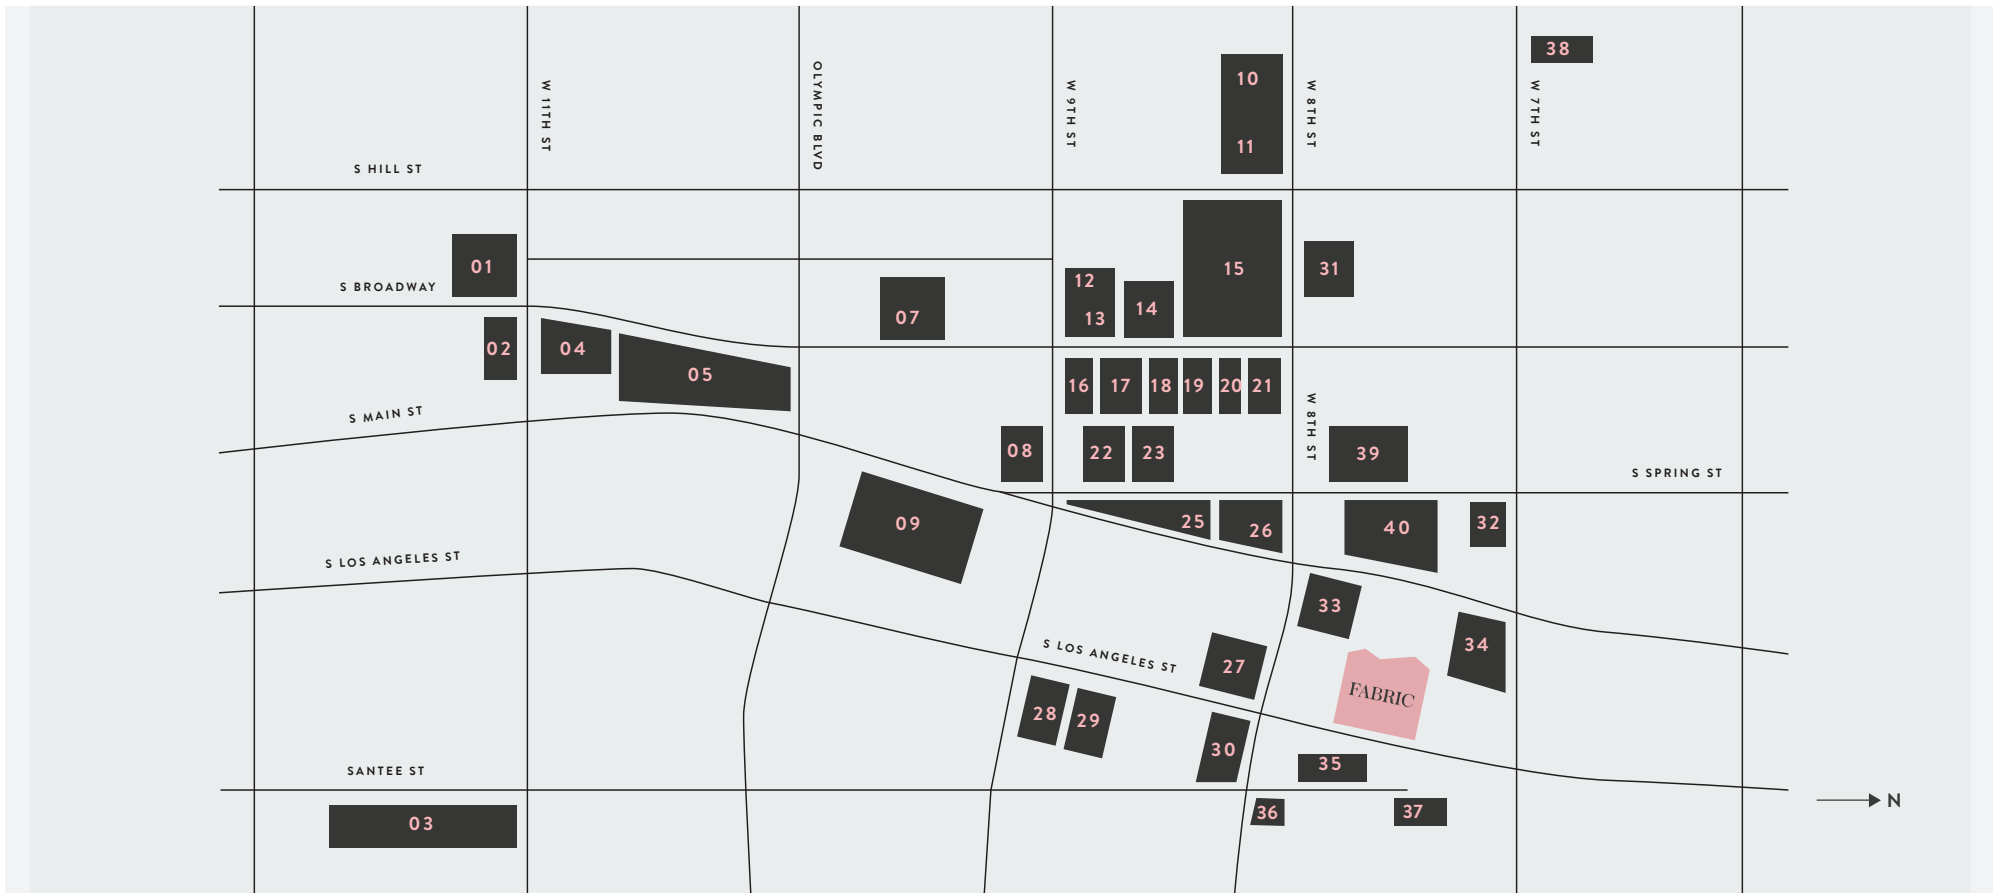 38
10
W 11TH ST
OLYMPIC BLVD
W 9TH ST
W 8TH ST
W 7TH ST
11
S HILL ST
01
15
31
12
S BROADWAY
14
07
13
02
04
05
16
17
18
19
20
21
S MAIN ST
W 8TH ST
08
22
23
39
S SPRING ST
09
25
26
40
32
S LOS ANGELES ST
33
34
S LOS ANGELES ST
27
FABRIC
28
29
30
35
SANTEE ST
N
03
36
37